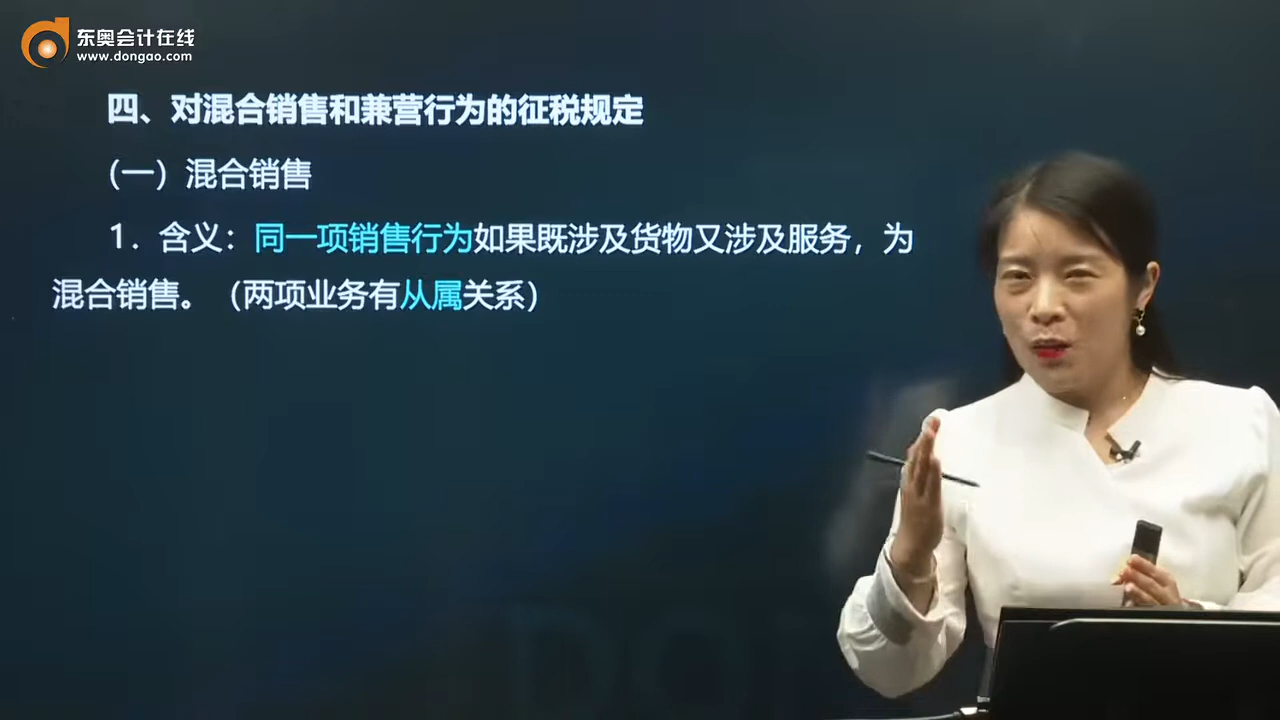 东奥会计在线
www.dongao.com
四、对混合销售和兼营行为的征税规定
（一）混合销售
1．含义：同一项销售行为如果既涉及货物又涉及服务，为
混合销售。（两项业务有从属关系）